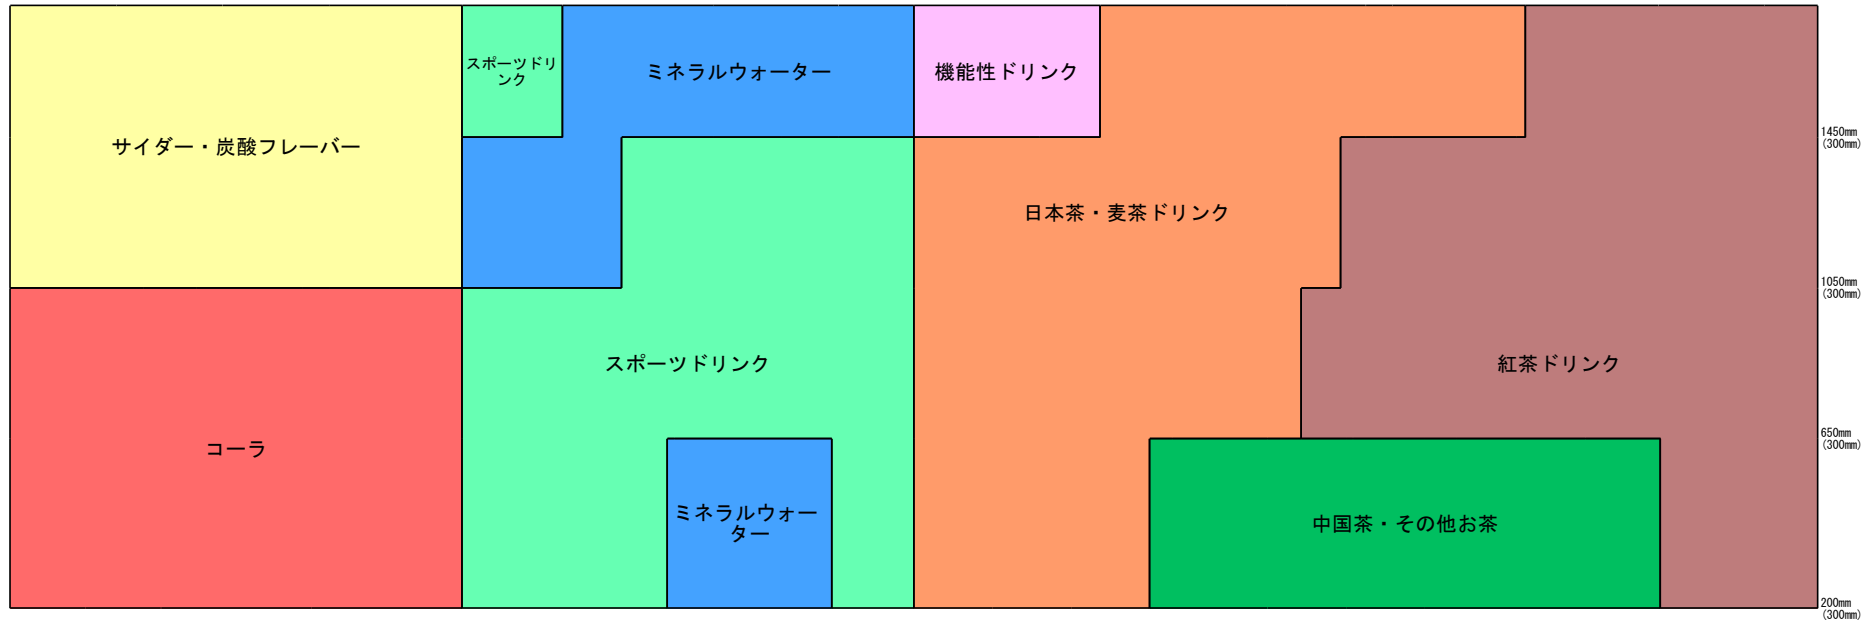 スポーツドリ
ンク
ミネラルウォーター
機能性ドリンク
サイダー・炭酸フレーバー
1450mm
(300mm)
日本茶・麦茶ドリンク
1050mm
(300mm)
スポーツドリンク
紅茶ドリンク
コーラ
650mm
(300mm)
ミネラルウォー
ター
中国茶・その他お茶
200mm
(300mm)